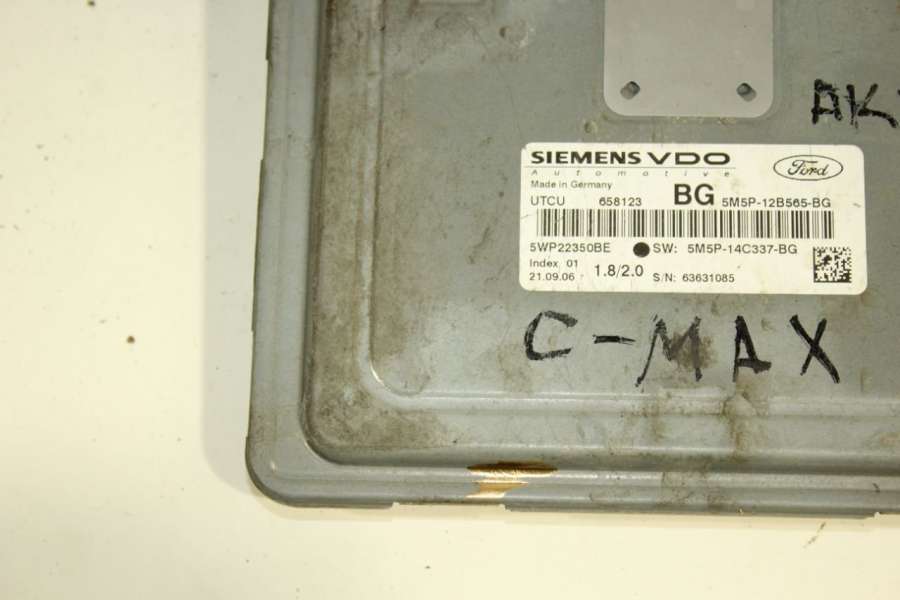 AK
SIEMENS VDO
Automotive
Ford
Made in Germany
UTCU 658123 BG 5M5P-12B565-BG
5WP22350BE SW: 5M5P-14C337-BG
Index 01
21.09.06 1.8/2.0 S/N: 63631085
C-MAX